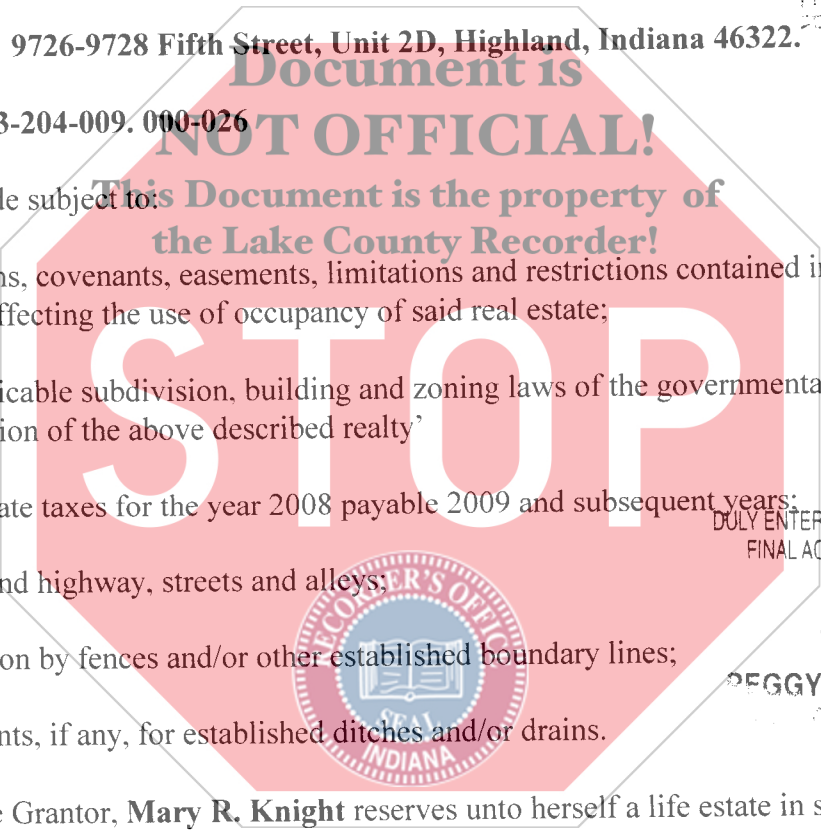 9726-9728 Fifth Street, Unit 2D, Highland, Indiana 46322.
Document is
3-204-009. 000-026
NOT OFFICIAL!
le subject to:
This Document is the property of
the Lake County Recorder!
ns, covenants, easements, limitations and restrictions contained in
ffecting the use of occupancy of said real estate;
STOP
icable subdivision, building and zoning laws of the governmenta
ion of the above described realty’
ate taxes for the year 2008 payable 2009 and subsequent years;
DULY ENTER
FINAL AC
nd highway, streets and alleys;
RECORDER'S OFFICE
on by fences and/or other established boundary lines;
PEGGY
SEAL
nts, if any, for established ditches and/or drains.
INDIANA
e Grantor, Mary R. Knight reserves unto herself a life estate in s